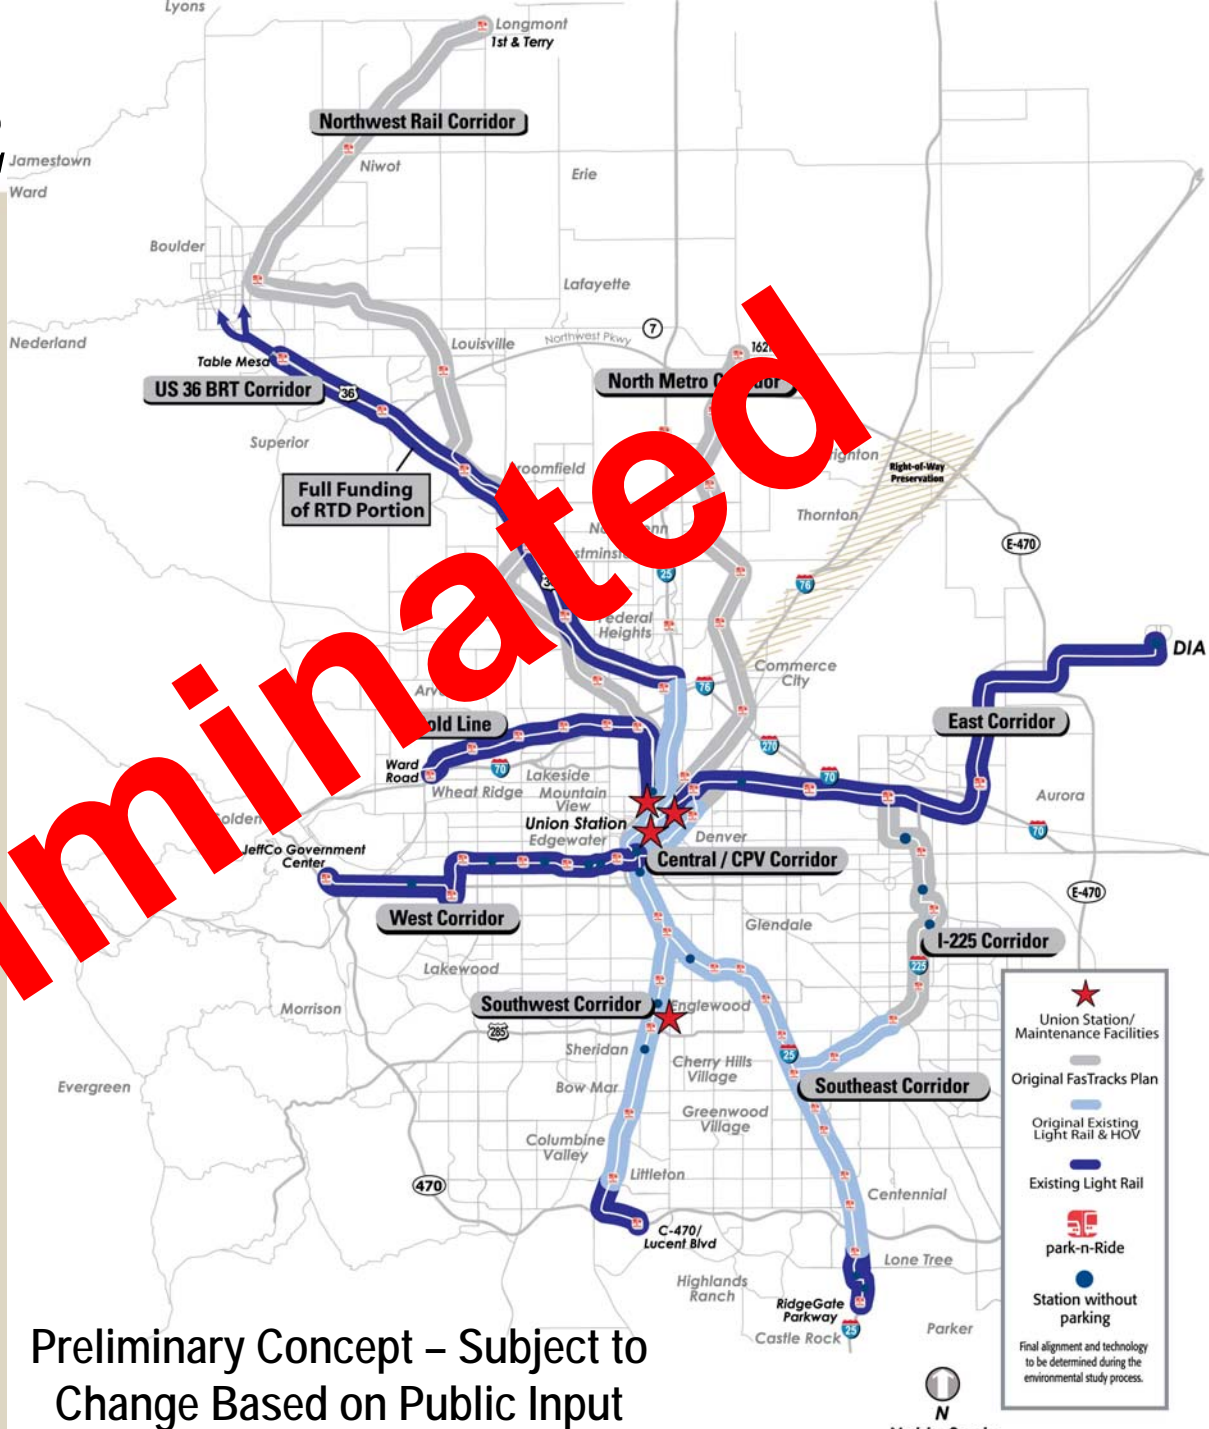 Lyons
Longmont
1st & Terry
Northwest Rail Corridor
Jamestown
Niwot
Erie
Ward
Boulder
Lafayette
Nederland
Louisville
Northwest Pkwy
7
Table Mesa
US 36 BRT Corridor
36
North Metro
Superior
Right-of-Way
Preservation
Full Funding
of RTD Portion
Thornton
E-470
25
76
Federal
Heights
Commerce
City
DIA
76
East Corridor
270
Ward
Road
70
Lakeside
70
Wheat Ridge
Mountain
View
Aurora
Union Station
Edgewater
Denver
70
JeffCo Government
Center
Central / CPV Corridor
E-470
West Corridor
Glendale
I-225 Corridor
Lakewood
225
Southwest Corridor
Englewood
Morrison
285
Sheridan
Cherry Hills
Village
25
Evergreen
Bow Mar
Southeast Corridor
Greenwood
Village
Columbine
Valley
Littleton
470
Centennial
C-470/
Lucent Blvd
Lone Tree
Highlands
Ranch
RidgeGate
Parkway
25
Castle Rock
Parker
minated
Union Station/
Maintenance Facilities
Original FasTracks Plan
Original Existing
Light Rail & HOV
Existing Light Rail
park-n-Ride
Station without
parking
Final alignment and technology
to be determined during the
environmental study process.
N
Preliminary Concept – Subject to
Change Based on Public Input